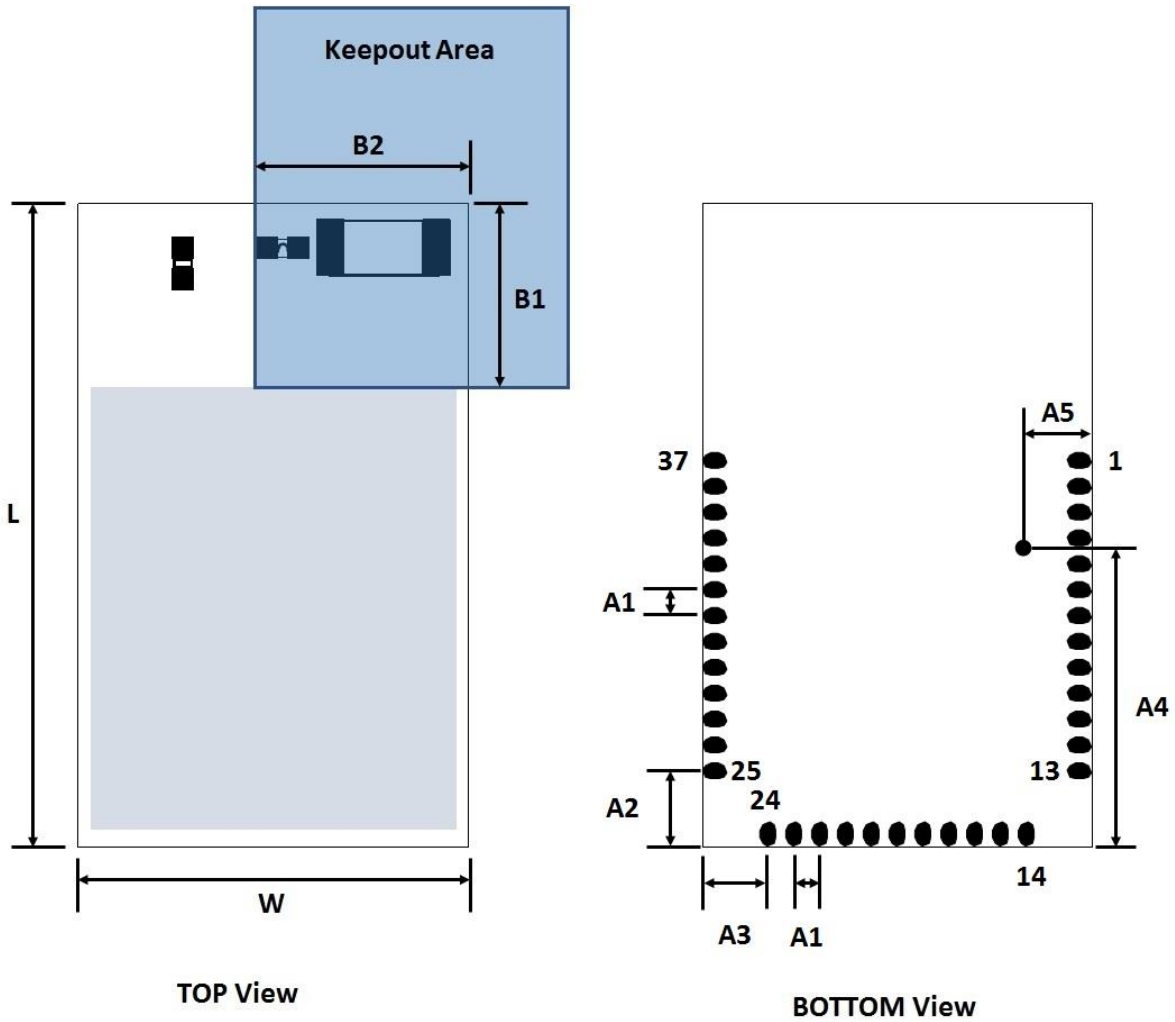 Keepout Area
B2
B1
L
W
TOP View
A5
37
1
A1
A4
25
13
A2
24
14
A3
A1
BOTTOM View